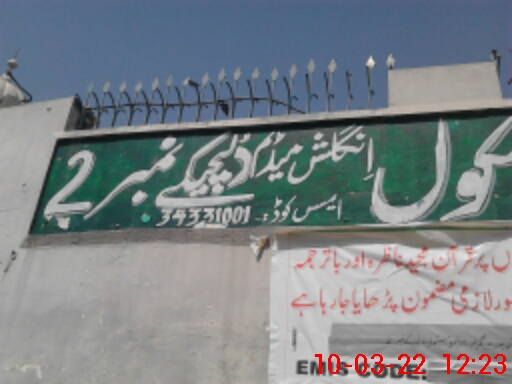 سکول انگلش میڈیم ڈلیچیکے نمبر 2
ایمس کوڈ:- 34331001
ں پر قرآن مجید ناظرہ اور باترجمہ
ور لازمی مضمون پڑھایا جا رہا ہے
EMIS CODE:
10-03-22 12:23